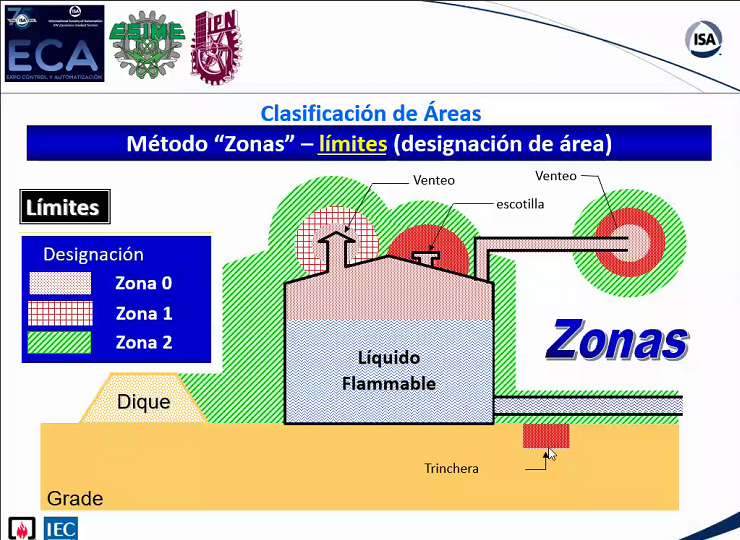 ISA
International Society of Automation
ECA
EXPO CONTROL Y AUTOMATIZACIÓN
ESIME
IPN
ISA
Clasificación de Áreas
Método “Zonas” – límites (designación de área)
Límites
Designación
Zona 0
Zona 1
Zona 2
Venteo
escotilla
Venteo
Zonas
Líquido
Flammable
Dique
Trinchera
Grade
IEC